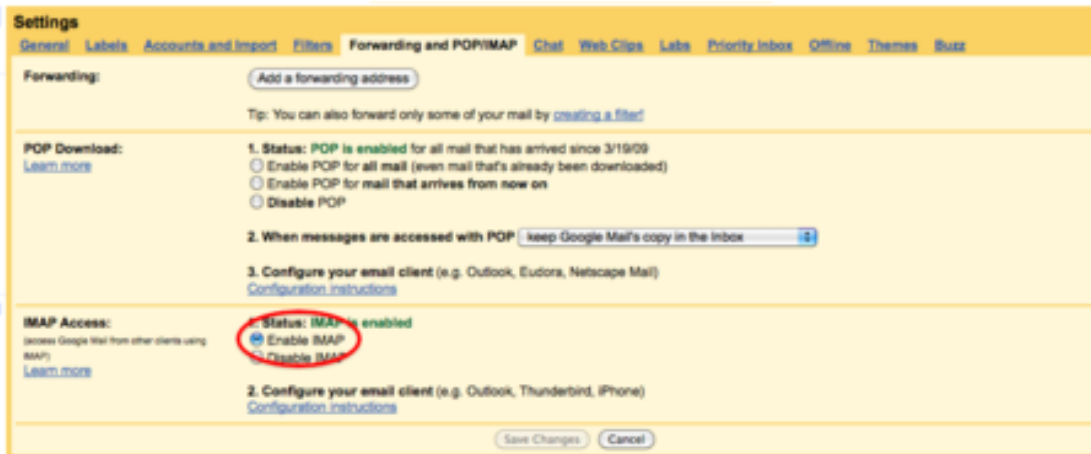 Settings
General Labels Accounts and Import Filters Forwarding and POP/IMAP Chat Web Clips Labs Priority Inbox Offline Themes Buzz
Forwarding:
Add a forwarding address
Tip: You can also forward only some of your mail by creating a filter!
POP Download:
Learn more
1. Status: POP is enabled for all mail that has arrived since 3/19/09
Enable POP for all mail (even mail that's already been downloaded)
Enable POP for mail that arrives from now on
Disable POP
2. When messages are accessed with POP keep Google Mail's copy in the Inbox
3. Configure your email client (e.g. Outlook, Eudora, Netscape Mail)
Configuration instructions
IMAP Access:
(access Google Mail from other clients using
IMAP)
Learn more
1. Status: IMAP is enabled
Enable IMAP
Disable IMAP
2. Configure your email client (e.g. Outlook, Thunderbird, iPhone)
Configuration instructions
Save Changes Cancel